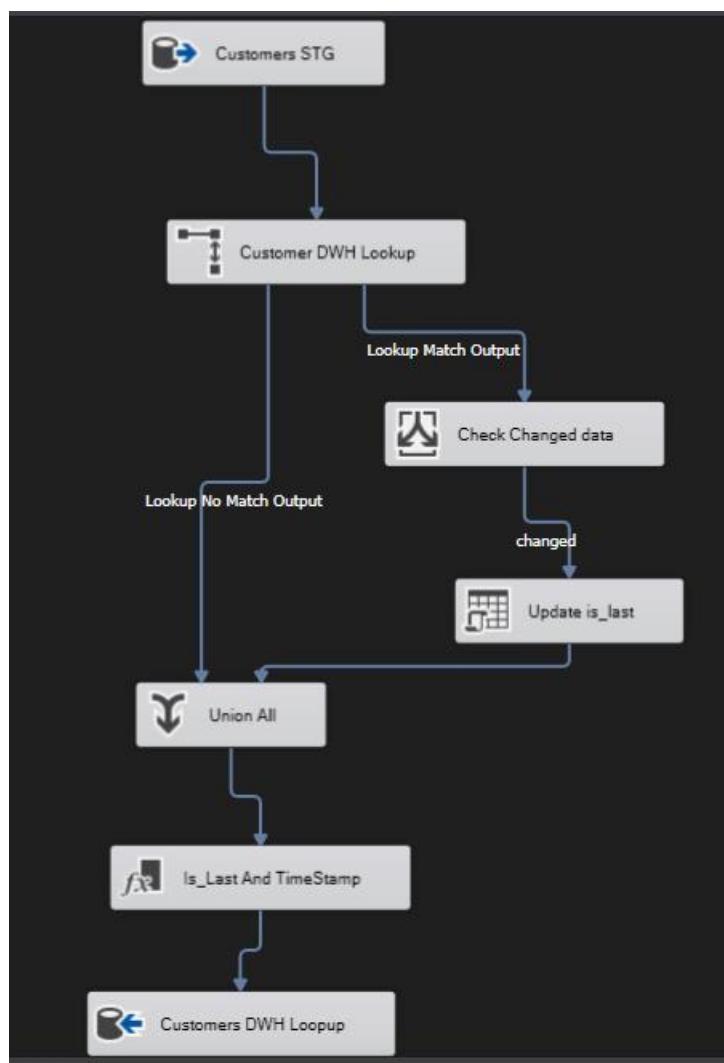 Customers STG
Customer DWH Lookup
Lookup Match Output
Check Changed data
Lookup No Match Output
changed
Update is_last
Union All
fx
Is_Last And TimeStamp
Customers DWH Loopup